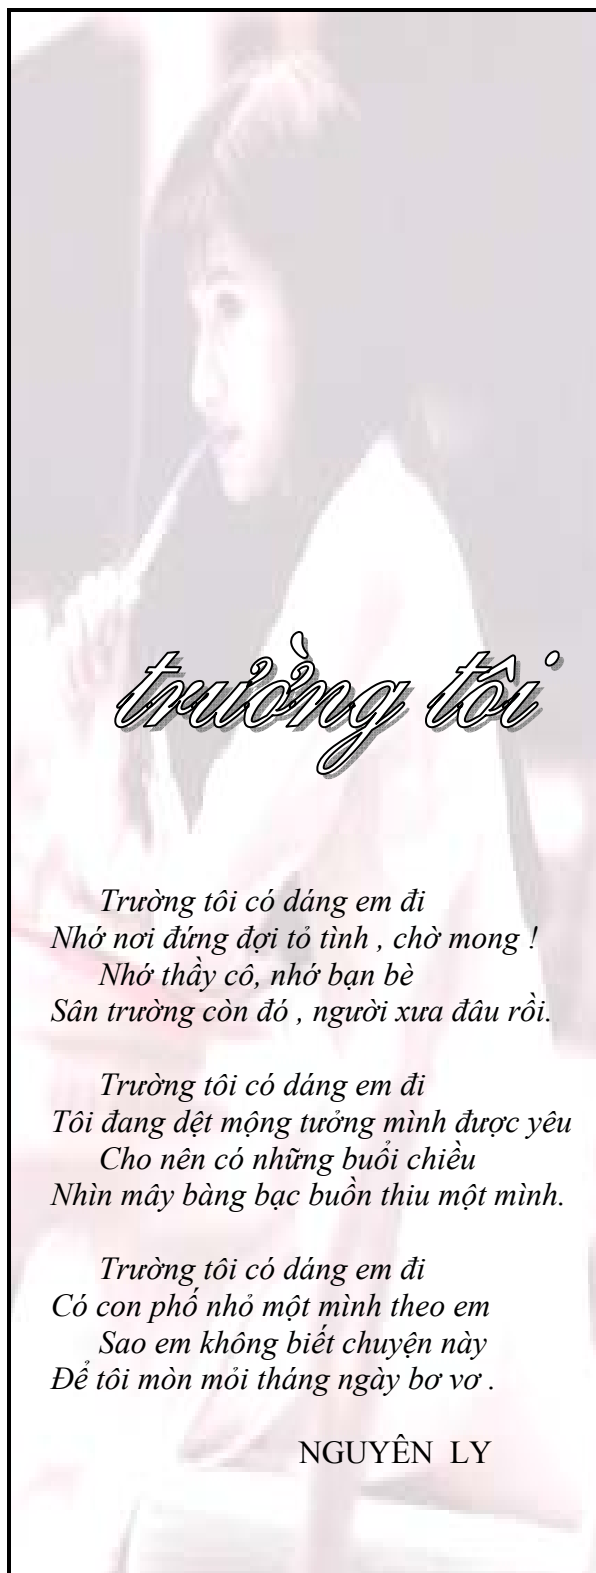 trường tôi
Trường tôi có dáng em đi
Nhớ nơi đứng đợi tỏ tình , chờ mong !
Nhớ thầy cô, nhớ bạn bè
Sân trường còn đó , người xưa đâu rồi.
Trường tôi có dáng em đi
Tôi đang dệt mộng tưởng mình được yêu
Cho nên có những buổi chiều
Nhìn mây bàng bạc buồn thiu một mình.
Trường tôi có dáng em đi
Có con phố nhỏ một mình theo em
Sao em không biết chuyện này
Để tôi mòn mỏi tháng ngày bơ vơ .
NGUYÊN LY